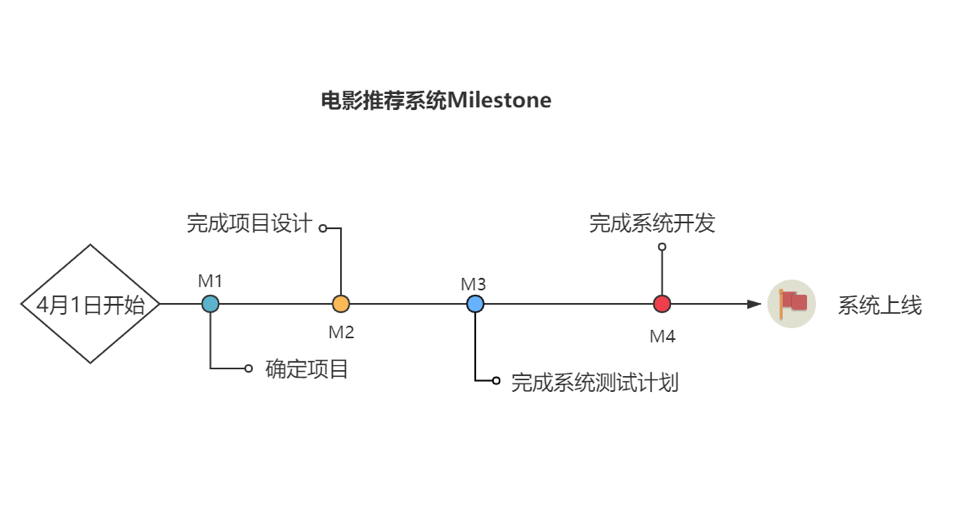 电影推荐系统Milestone
完成项目设计
完成系统开发
M1
M3
4月1日开始
系统上线
M2
M4
确定项目
完成系统测试计划